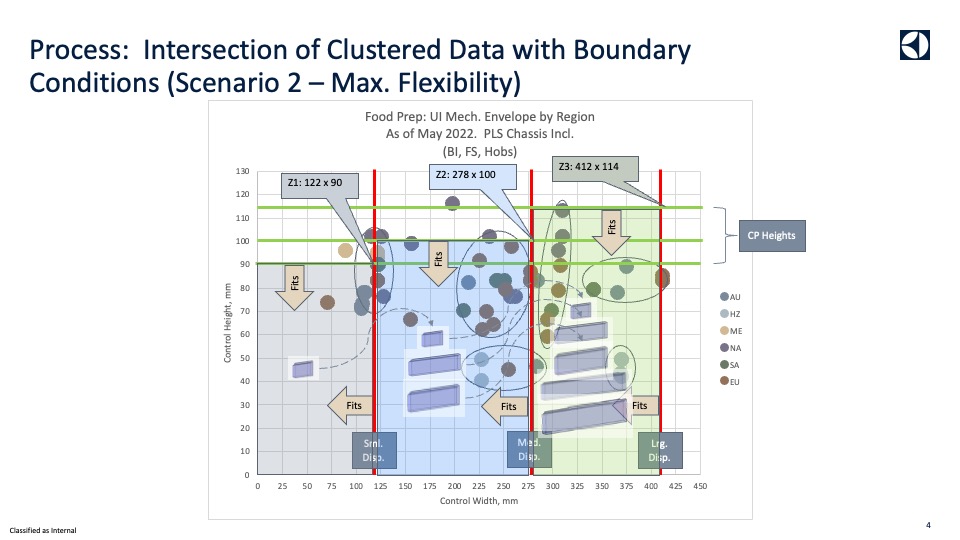 Process:  Intersection of Clustered Data with Boundary
Conditions (Scenario 2 – Max. Flexibility)
Food Prep: UI Mech. Envelope by Region
As of May 2022.  PLS Chassis Incl.
(BI, FS, Hobs)
Z1: 122 x 90
Z2: 278 x 100
Z3: 412 x 114
CP Heights
Fits
Fits
Fits
Fits
Fits
Fits
Sml.
Disp.
Med.
Disp.
Lrg.
Disp.
Control Height, mm
130
120
110
100
90
80
70
60
50
40
30
20
10
0
0 25 50 75 100 125 150 175 200 225 250 275 300 325 350 375 400 425 450
Control Width, mm
AU
HZ
ME
NA
SA
EU
Classified as Internal
4